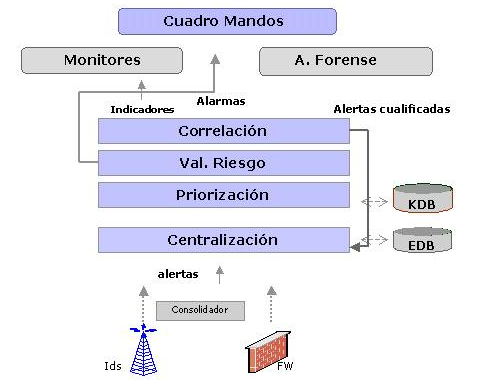 Cuadro Mandos
Monitores
A. Forense
Indicadores
Alarmas
Alertas cualificadas
Correlación
Val. Riesgo
Priorización
KDB
Centralización
EDB
alertas
Consolidador
Ids
FW